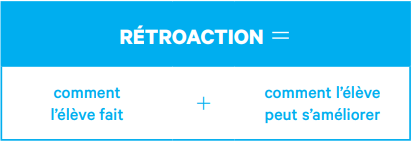 RÉTROACTION =
comment
l'élève fait
+
comment l'élève
peut s'améliorer